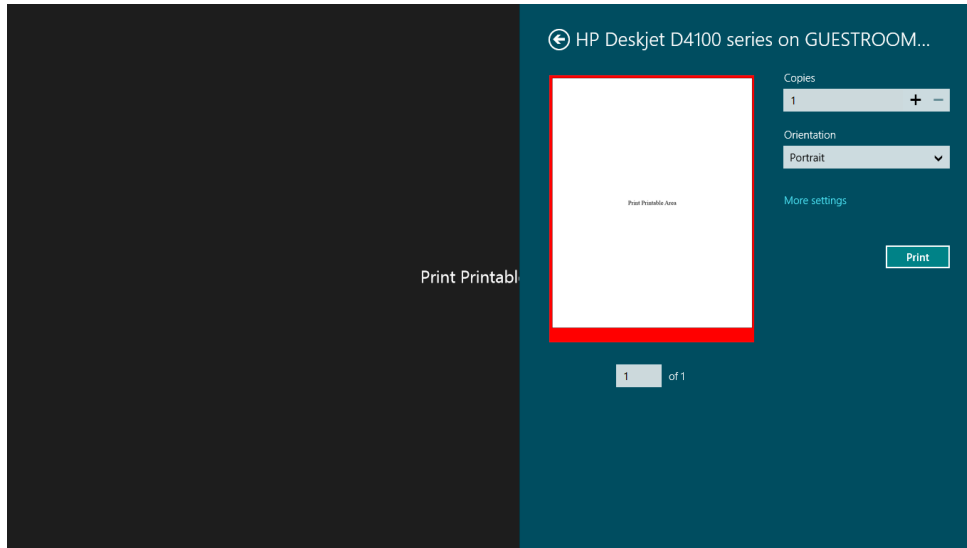 HP Deskjet D4100 series on GUESTROOM...
Copies
1
Orientation
Portrait
Print Printable Area
More settings
Print
Print Printabl
1 of 1